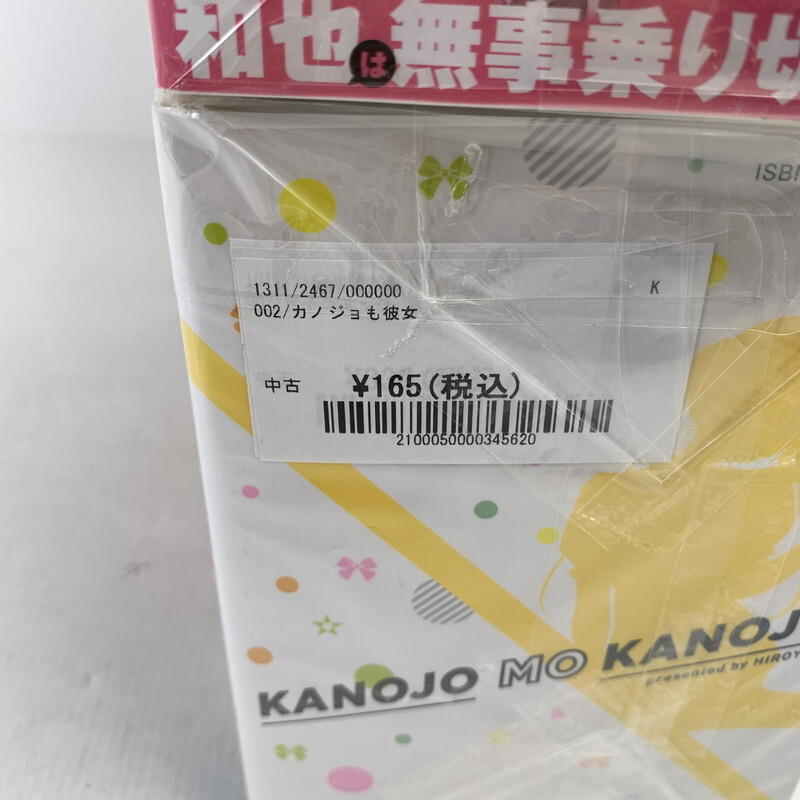 和也は無事乗り切
ISBN
1311/2467/000000 K
002/カノジョも彼女
中古 ¥165(税込)
2100050000345620
KANOJO MO KANOJ
presented by HIROY